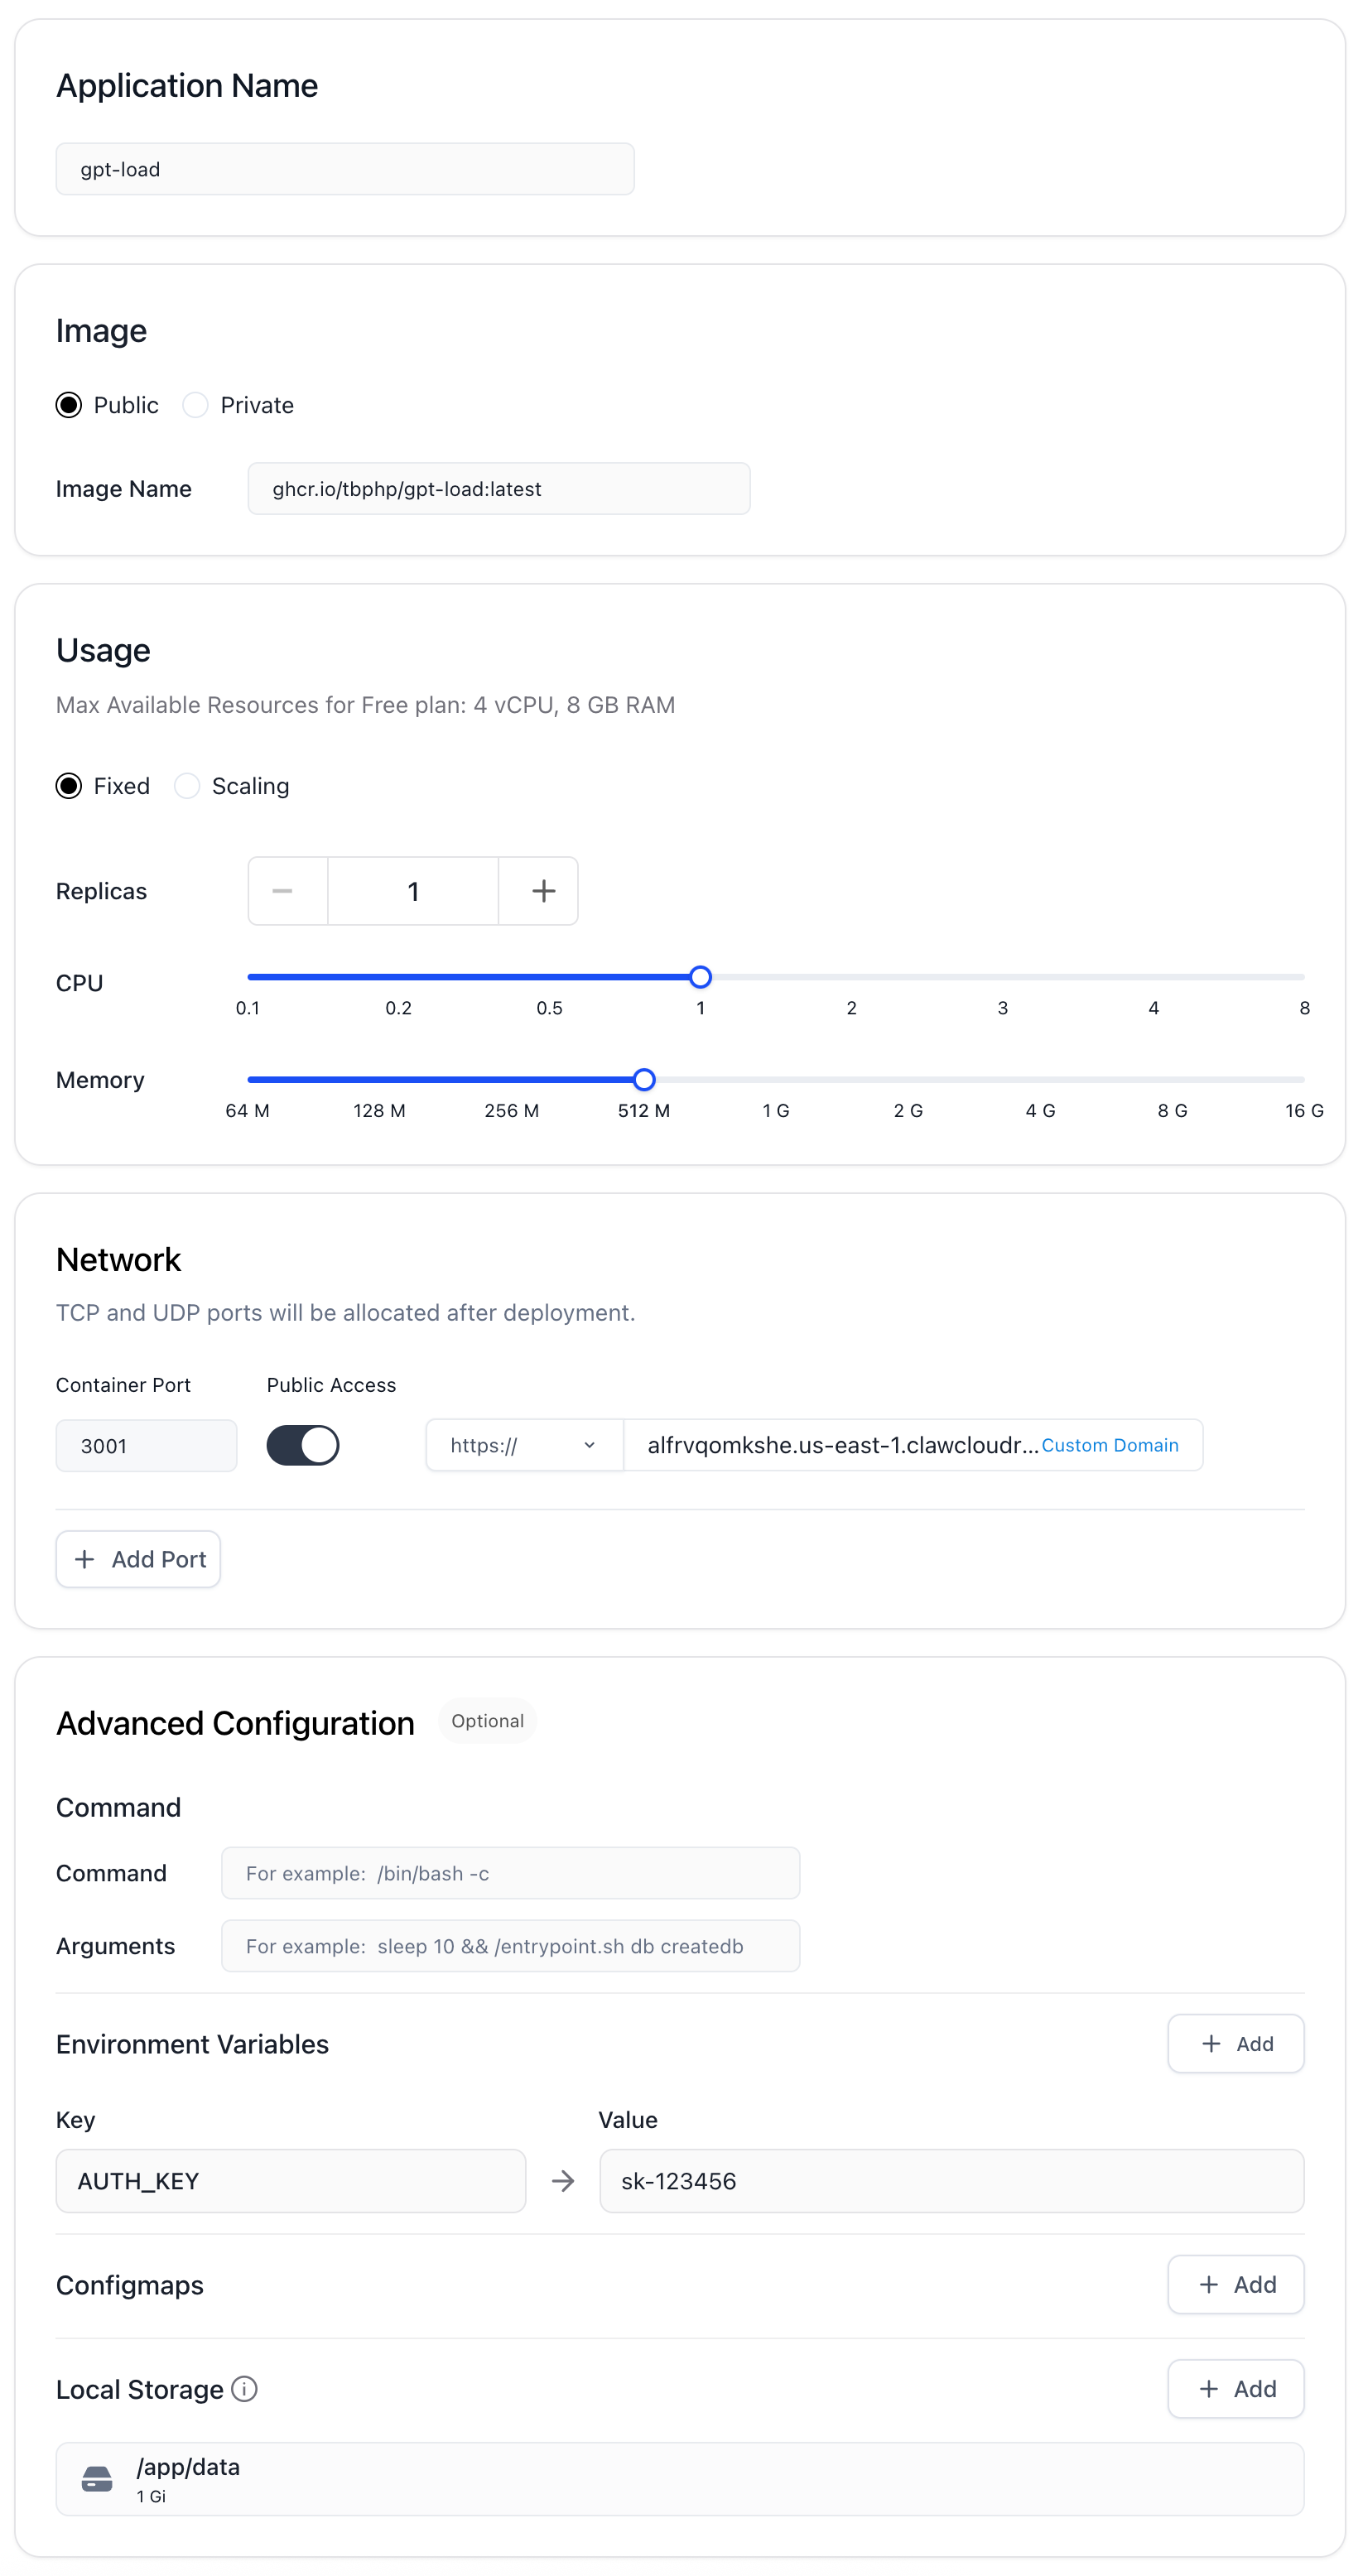 Application Name
gpt-load
Image
Public Private
Image Name ghcr.io/tbphp/gpt-load:latest
Usage
Max Available Resources for Free plan: 4 vCPU, 8 GB RAM
Fixed Scaling
Replicas 1
CPU
0.1 0.2 0.5 1 2 3 4 8
Memory
64 M 128 M 256 M 512 M 1 G 2 G 4 G 8 G 16 G
Network
TCP and UDP ports will be allocated after deployment.
Container Port Public Access
3001 https:// alfrvqomkshe.us-east-1.clawcloudr... Custom Domain
+ Add Port
Advanced Configuration Optional
Command
Command For example: /bin/bash -c
Arguments For example: sleep 10 && /entrypoint.sh db createdb
Environment Variables + Add
Key Value
AUTH_KEY → sk-123456
Configmaps + Add
Local Storage + Add
/app/data
1 Gi